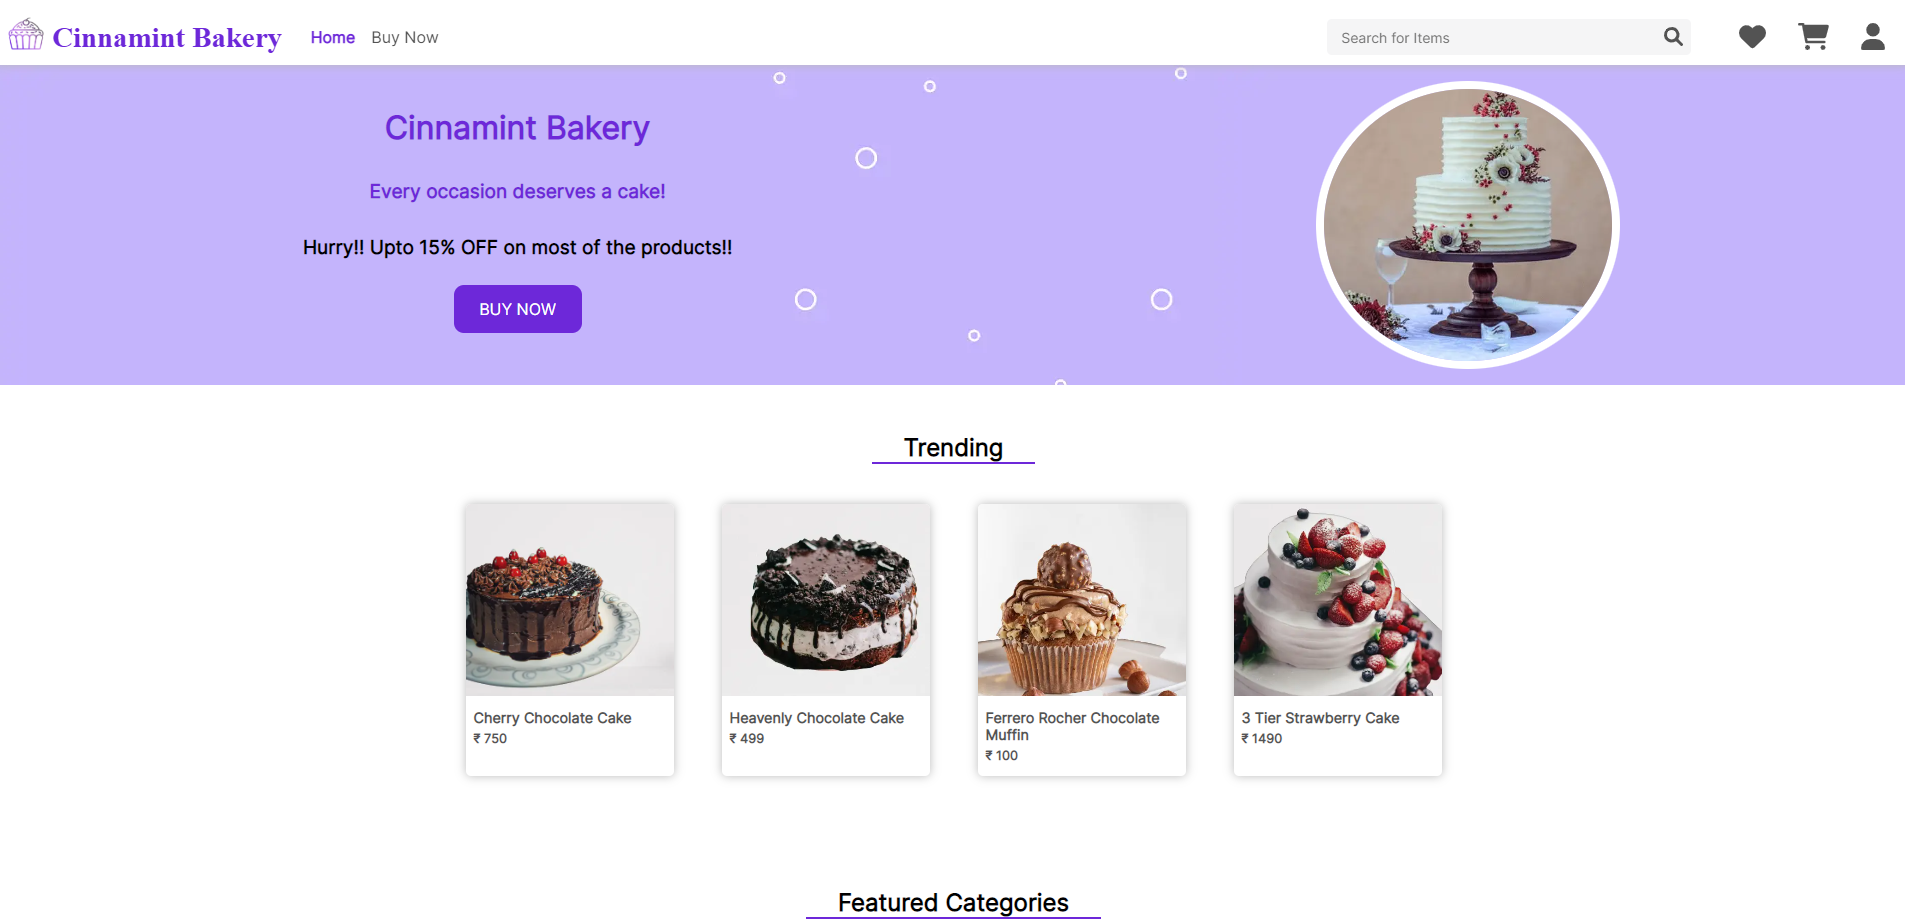 Cinnamint Bakery
Home
Buy Now
Search for Items
Cinnamint Bakery
Every occasion deserves a cake!
Hurry!! Upto 15% OFF on most of the products!!
BUY NOW
Trending
Cherry Chocolate Cake
₹ 750
Heavenly Chocolate Cake
₹ 499
Ferrero Rocher Chocolate
Muffin
₹ 100
3 Tier Strawberry Cake
₹ 1490
Featured Categories